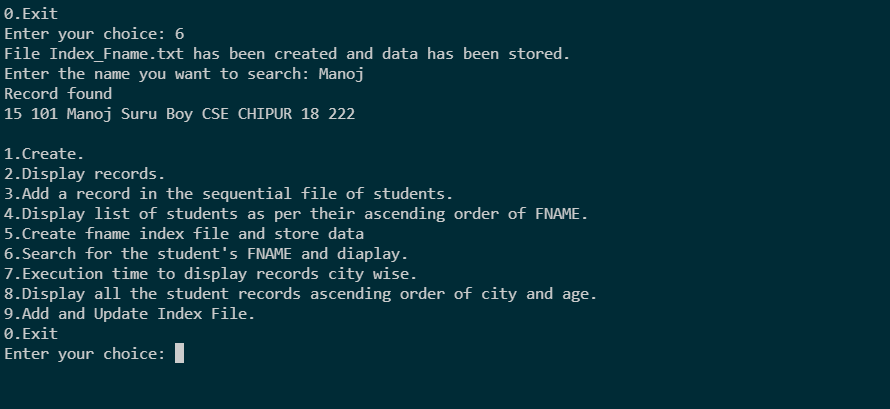 0.Exit
Enter your choice: 6
File Index_Fname.txt has been created and data has been stored.
Enter the name you want to search: Manoj
Record found
15 101 Manoj Suru Boy CSE CHIPUR 18 222
1.Create.
2.Display records.
3.Add a record in the sequential file of students.
4.Display list of students as per their ascending order of FNAME.
5.Create fname index file and store data
6.Search for the student's FNAME and diaplay.
7.Execution time to display records city wise.
8.Display all the student records ascending order of city and age.
9.Add and Update Index File.
0.Exit
Enter your choice: